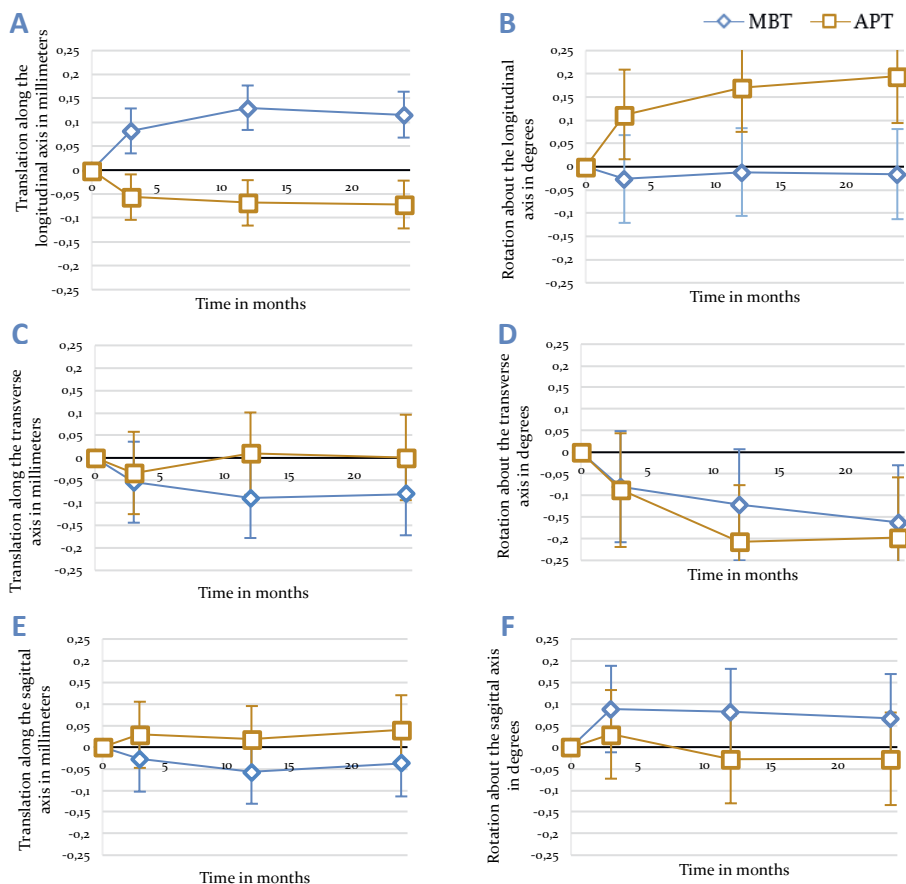 MBT APT
A
Translation along the
longitudinal axis in millimeters
0,25
0,2
0,15
0,1
0,05
0
-0,05
-0,1
-0,15
-0,2
-0,25
0 5 10 15 20
Time in months
B
Rotation about the longitudinal
axis in degrees
0,25
0,2
0,15
0,1
0,05
0
-0,05
-0,1
-0,15
-0,2
-0,25
0 5 10 15 20
Time in months
C
Translation along the transverse
axis in millimeters
0,25
0,2
0,15
0,1
0,05
0
-0,05
-0,1
-0,15
-0,2
-0,25
0 5 10 15 20
Time in months
D
Rotation about the transverse
axis in degrees
0,25
0,2
0,15
0,1
0,05
0
-0,05
-0,1
-0,15
-0,2
-0,25
0 5 10 15 20
Time in months
E
Translation along the sagittal
axis in millimeters
0,25
0,2
0,15
0,1
0,05
0
-0,05
-0,1
-0,15
-0,2
-0,25
0 5 10 15 20
Time in months
F
Rotation about the sagittal axis
in degrees
0,25
0,2
0,15
0,1
0,05
0
-0,05
-0,1
-0,15
-0,2
-0,25
0 5 10 15 20
Time in months